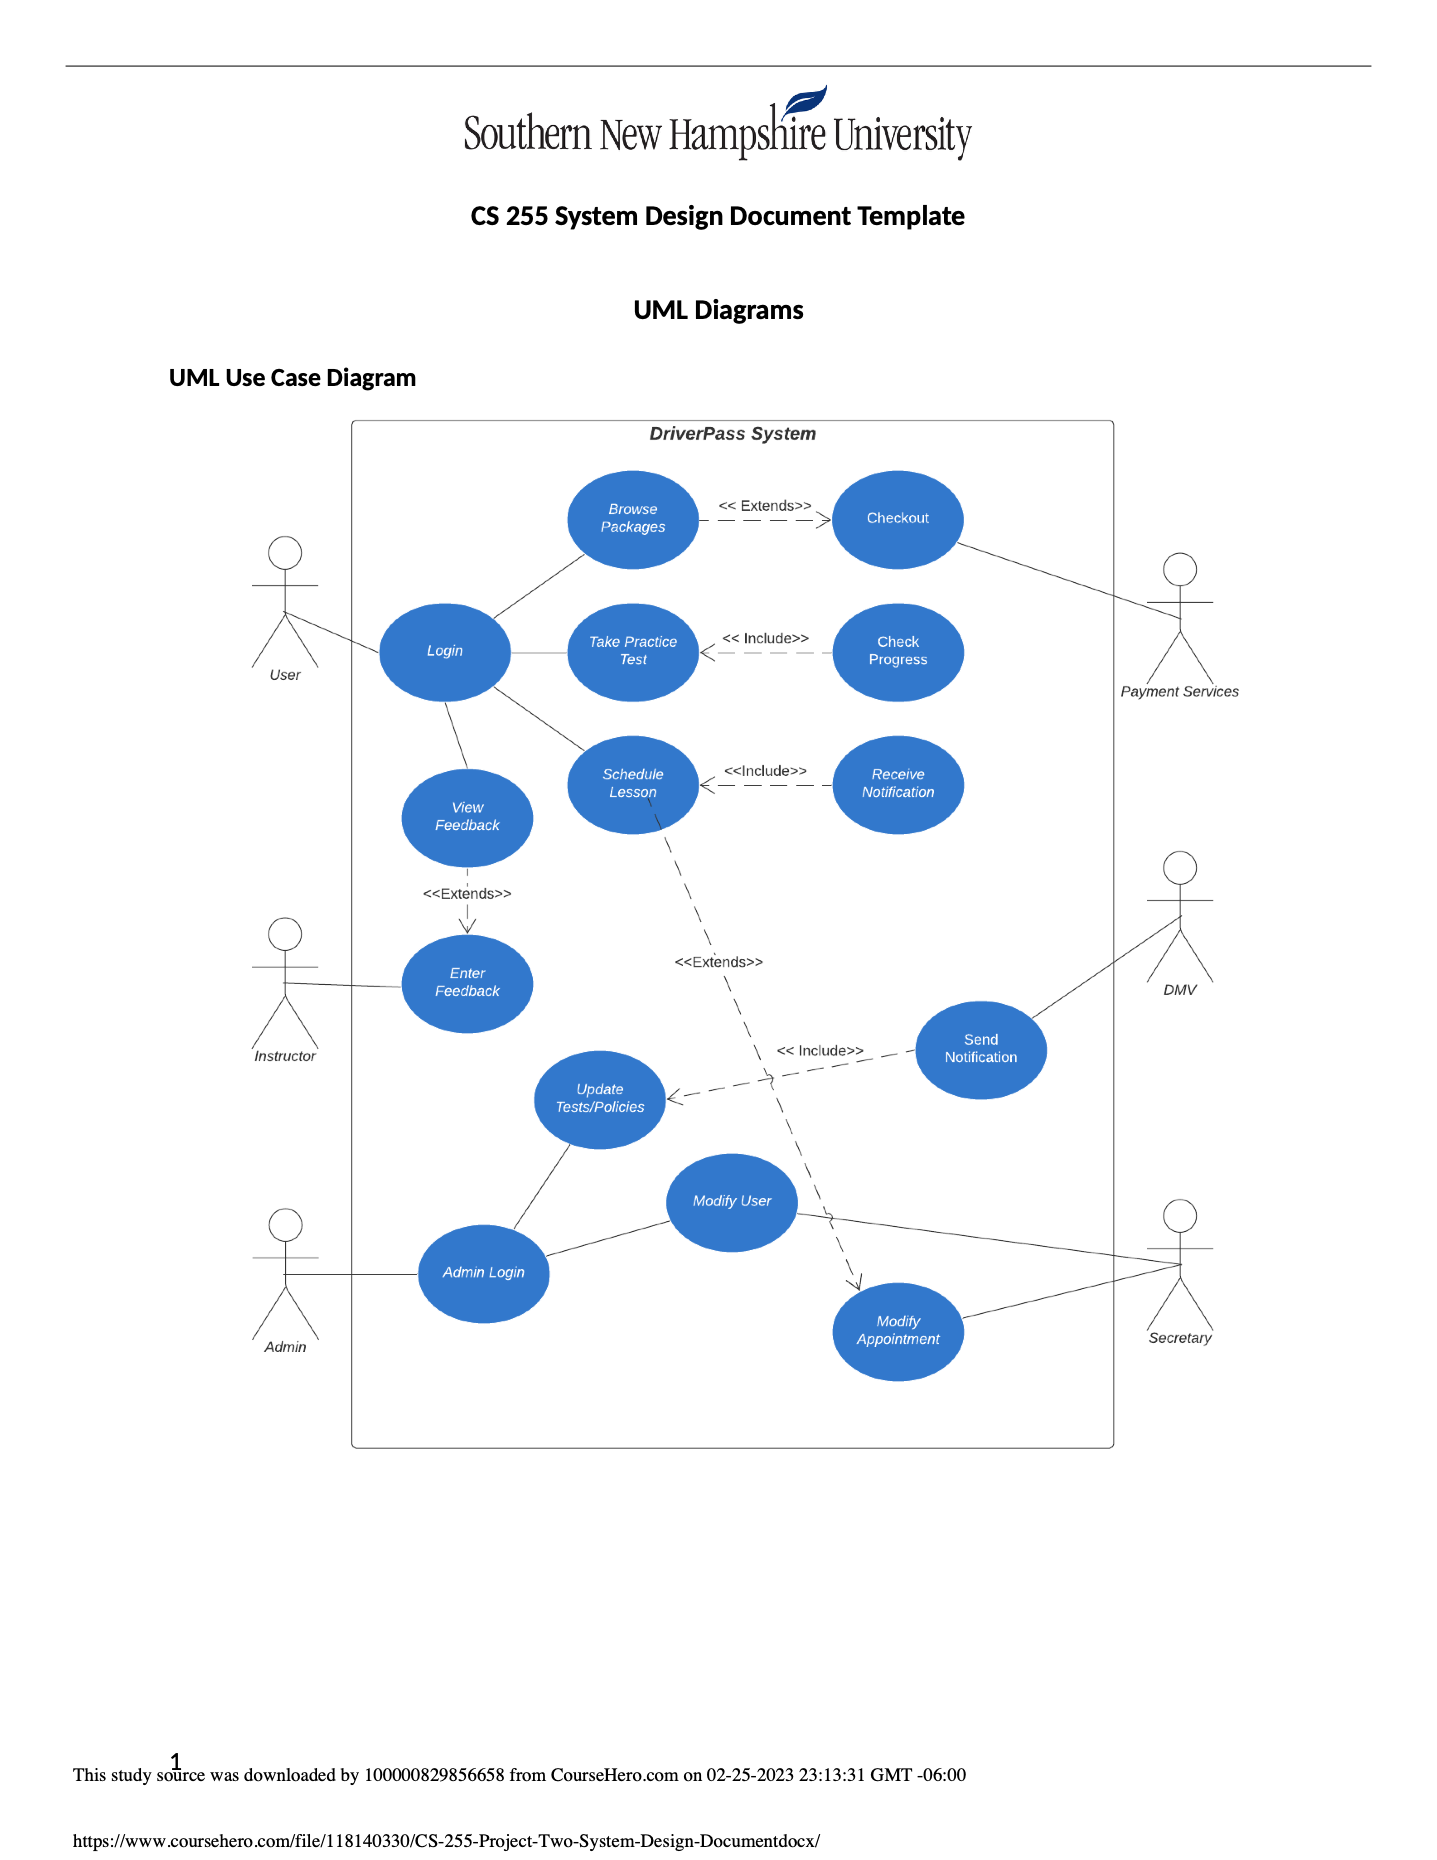 Southern New Hampshire University
CS 255 System Design Document Template
UML Diagrams
UML Use Case Diagram
DriverPass System
Browse
Packages
<< Extends>>
Checkout
User
Login
Take Practice
Test
<< Include>>
Check
Progress
Payment Services
Schedule
Lesson
<<Include>>
Receive
Notification
View
Feedback
<<Extends>>
Enter
Feedback
Instructor
<<Extends>>
DMV
Send
Notification
<< Include>>
Update
Tests/Policies
Modify User
Admin Login
Admin
Modify
Appointment
Secretary
1
This study source was downloaded by 100000829856658 from CourseHero.com on 02-25-2023 23:13:31 GMT -06:00
https://www.coursehero.com/file/118140330/CS-255-Project-Two-System-Design-Documentdocx/